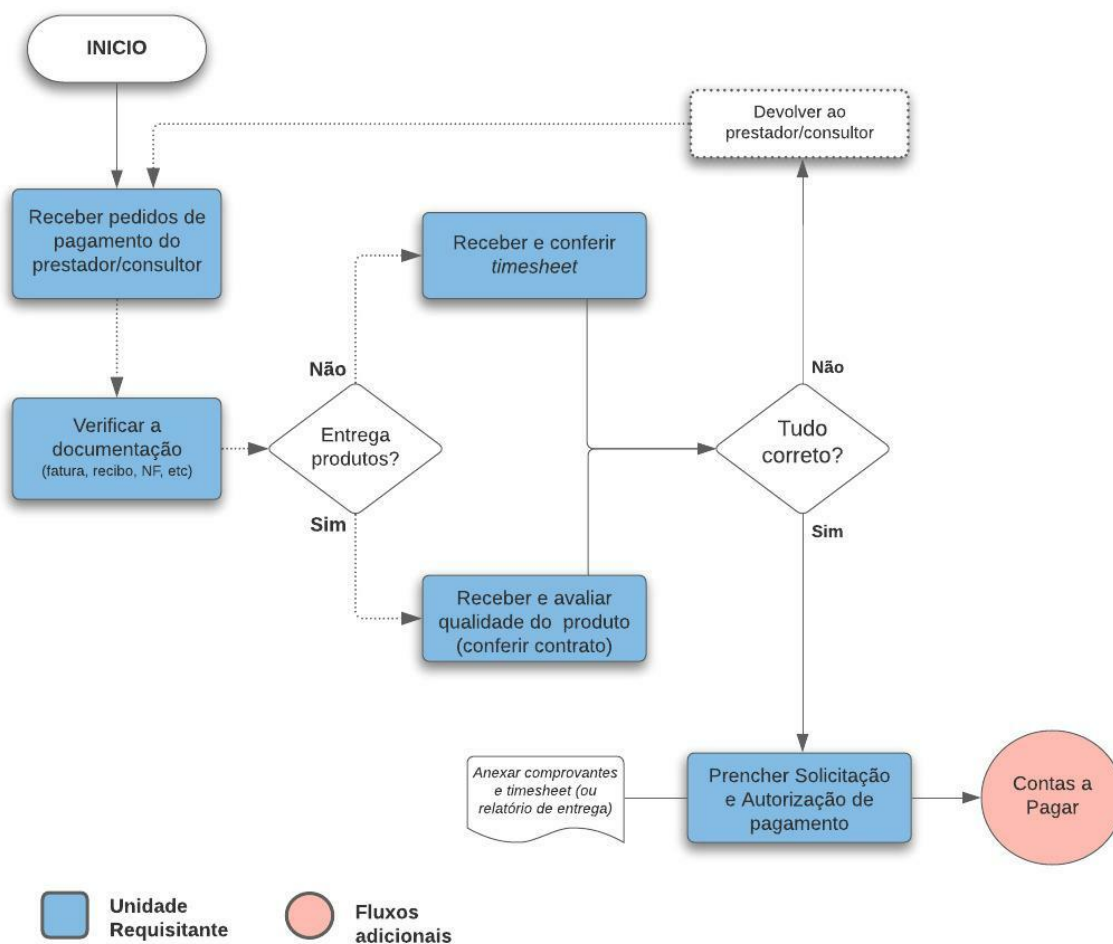 INICIO
Devolver ao
prestador/consultor
Receber pedidos de
pagamento do
prestador/consultor
Receber e conferir
timesheet
Não
Não
Verificar a
documentação
(fatura, recibo, NF, etc)
Entrega
produtos?
Tudo
correto?
Sim
Sim
Receber e avaliar
qualidade do produto
(conferir contrato)
Anexar comprovantes
e timesheet (ou
relatório de entrega)
Prencher Solicitação
e Autorização de
pagamento
Contas a
Pagar
Unidade
Requisitante
Fluxos
adicionais